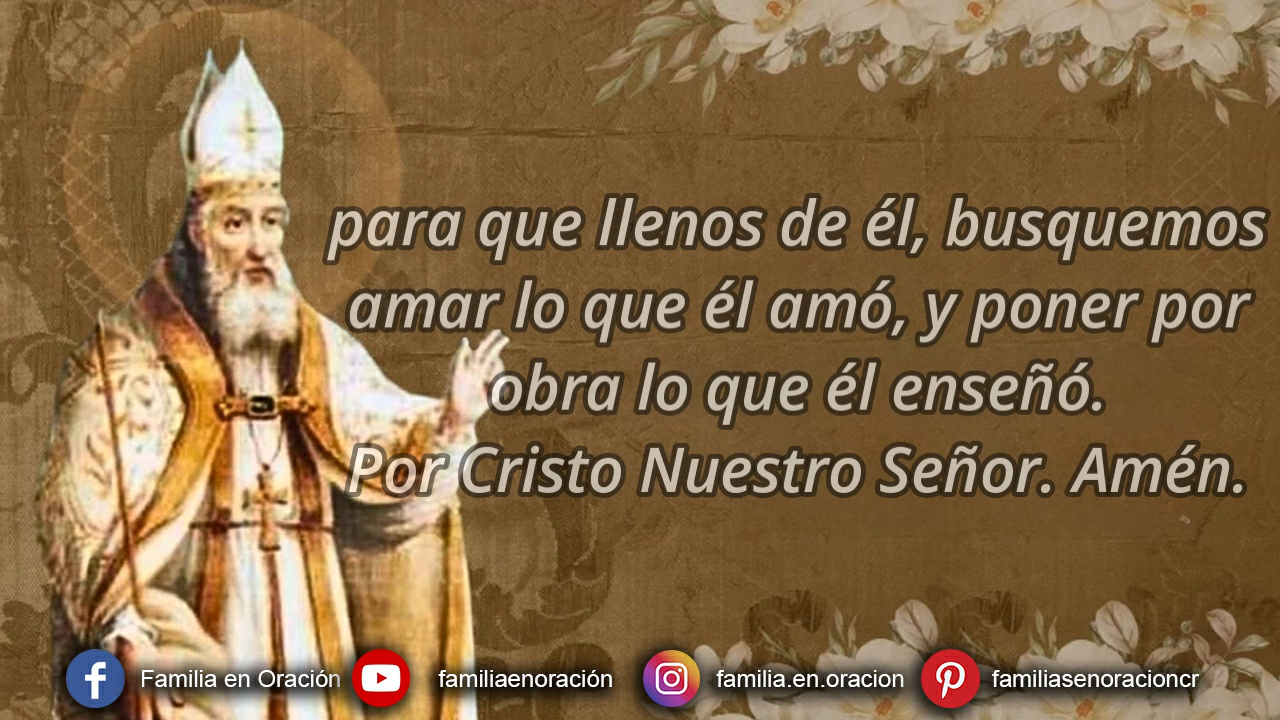 para que llenos de él, busquemos
amar lo que él amó, y poner por
obra lo que él enseñó.
Por Cristo Nuestro Señor. Amén.
Familia en Oración
familiaenoración
familia.en.oracion
familiasenoracioncr